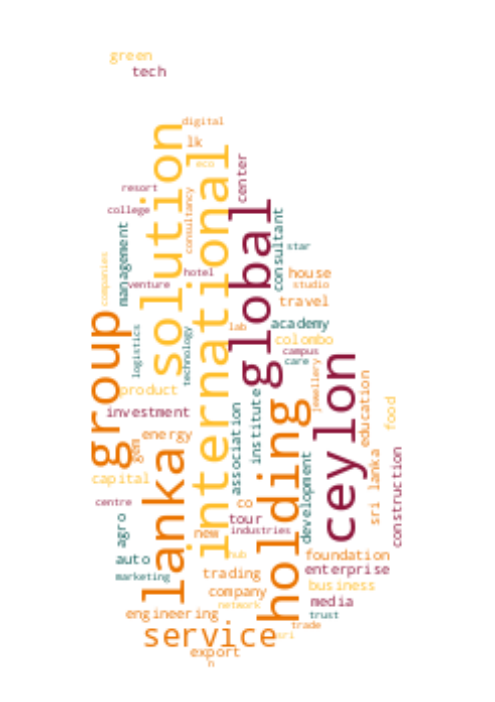 green
tech
digital
lk
solution
international
eco
center
resort
consultancy
college
global
consultant
management
star
companies
hotel
house
venture
studio
travel
group
logistics
technology
lab
academy
colombo
campus
care
ceylon
product
jewellery
education
investment
institute
food
holding
association
energy
gem
lanka
sri lanka
construction
capital
development
centre
co
agro
tour
new
industries
auto
hub
foundation
enterprise
marketing
trading
business
company
media
network
engineering
trust
service
trade
sri
export
n